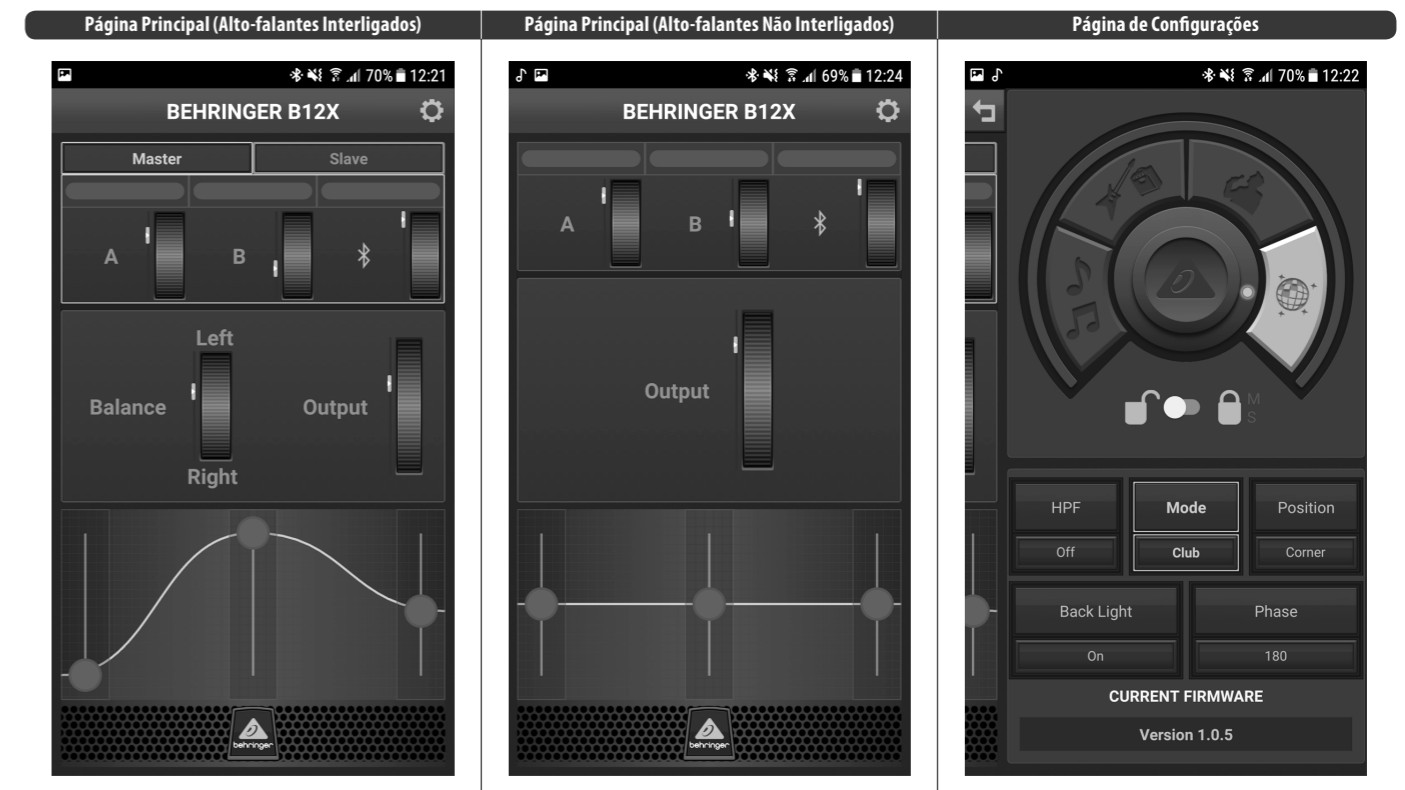 Página Principal (Alto-falantes Interligados)
70% 12:21
BEHRINGER B12X
Master Slave
A B
Left
Balance Output
Right
behringer
Página Principal (Alto-falantes Não Interligados)
69% 12:24
BEHRINGER B12X
A B
Output
behringer
Página de Configurações
70% 12:22
M
S
HPF Mode Position
Off Club Corner
Back Light Phase
On 180
CURRENT FIRMWARE
Version 1.0.5